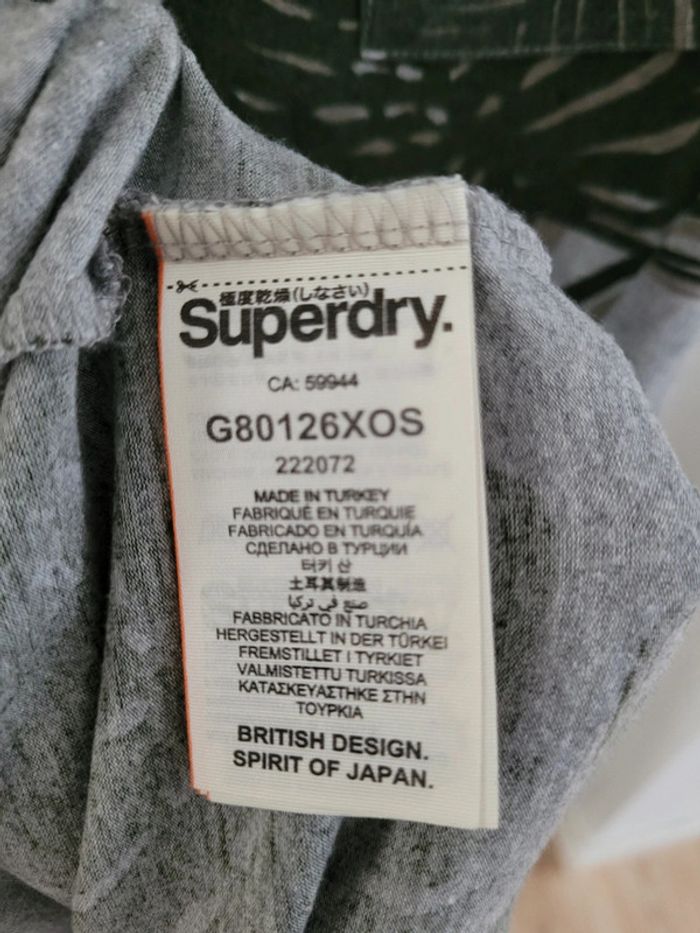 極度乾燥(しなさい)
Superdry.
CA: 59944
G80126XOS
222072
MADE IN TURKEY
FABRIQUÉ EN TURQUIE
FABRICADO EN TURQUÍA
СДЕЛАНО В ТУРЦИИ
터키 산
土耳其制造
صنع في تركيا
FABBRICATO IN TURCHIA
HERGESTELLT IN DER TÜRKEI
FREMSTILLET I TYRKIET
VALMISTETTU TURKISSA
ΚΑΤΑΣΚΕΥΑΣΤΗΚΕ ΣΤΗΝ
ΤΟΥΡΚΙΑ
BRITISH DESIGN.
SPIRIT OF JAPAN.